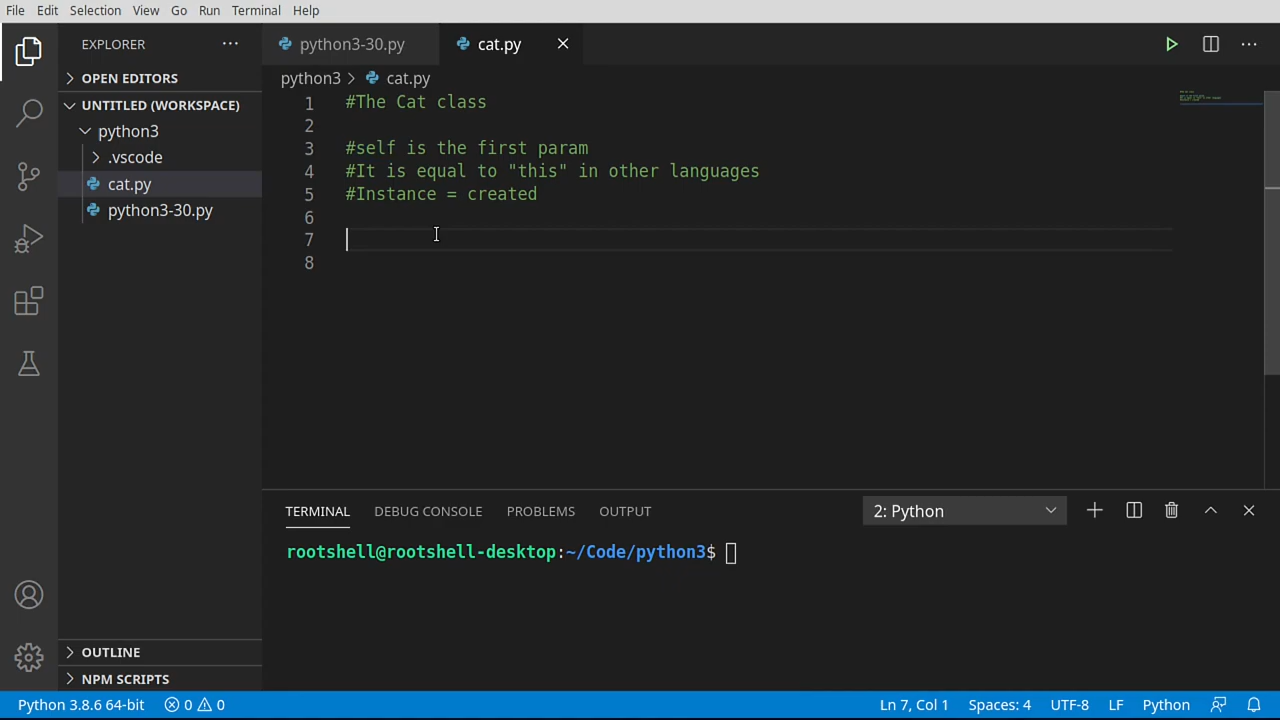 File Edit Selection View Go Run Terminal Help
EXPLORER
python3-30.py
cat.py
OPEN EDITORS
python3 > cat.py
UNTITLED (WORKSPACE)
python3
.vscode
cat.py
python3-30.py
1 #The Cat class
2
3 #self is the first param
4 #It is equal to "this" in other languages
5 #Instance = created
6
7
8
TERMINAL DEBUG CONSOLE PROBLEMS OUTPUT 2: Python
rootshell@rootshell-desktop:~/Code/python3$
OUTLINE
NPM SCRIPTS
Python 3.8.6 64-bit 0 0 Ln 7, Col 1 Spaces: 4 UTF-8 LF Python